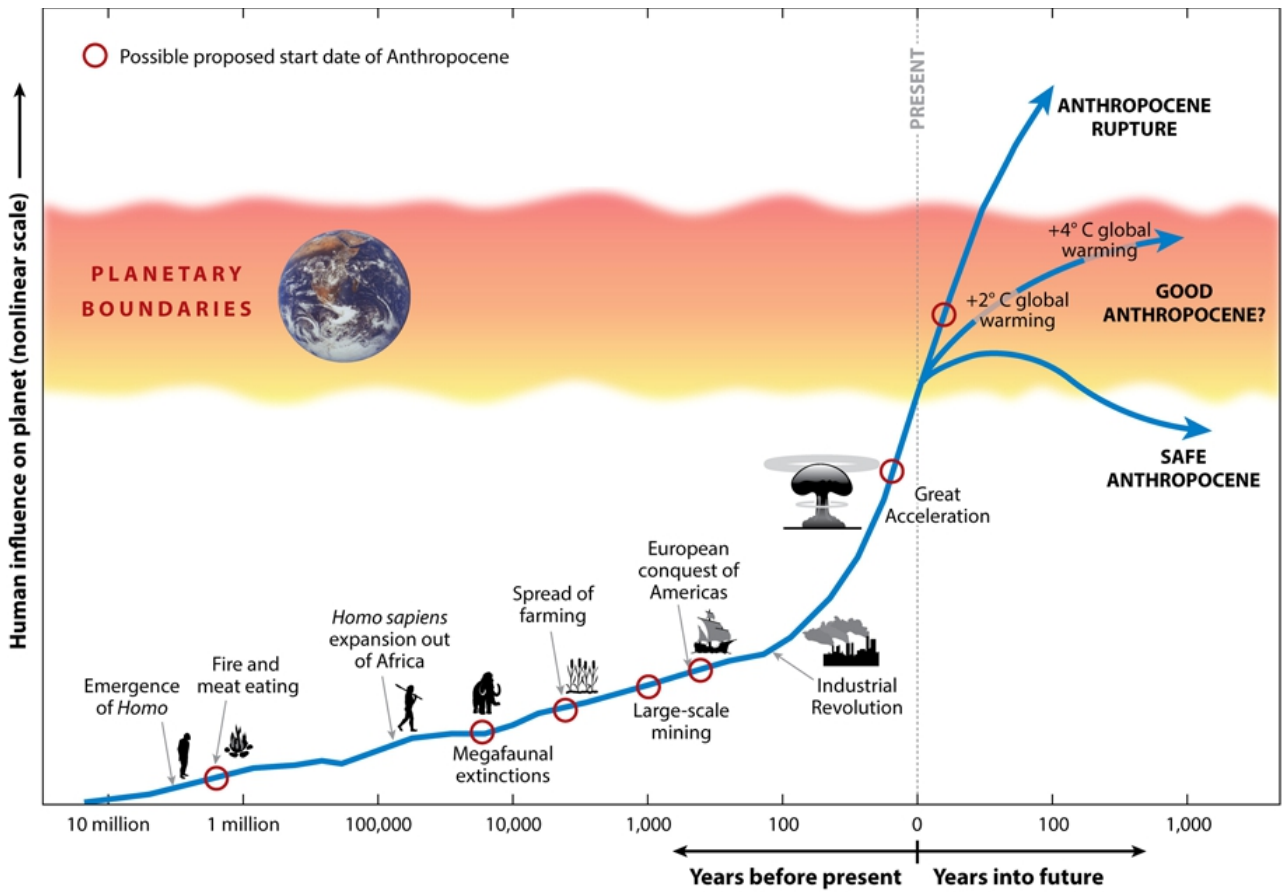 Possible proposed start date of Anthropocene
PRESENT
ANTHROPOCENE
RUPTURE
PLANETARY
BOUNDARIES
+4° C global
warming
+2° C global
warming
GOOD
ANTHROPOCENE?
SAFE
ANTHROPOCENE
Great
Acceleration
European
conquest of
Americas
Spread of
farming
Homo sapiens
expansion out
of Africa
Fire and
meat eating
Emergence
of Homo
Industrial
Revolution
Large-scale
mining
Megafaunal
extinctions
Human influence on planet (nonlinear scale)
10 million 1 million 100,000 10,000 1,000 100 0 100 1,000
Years before present Years into future